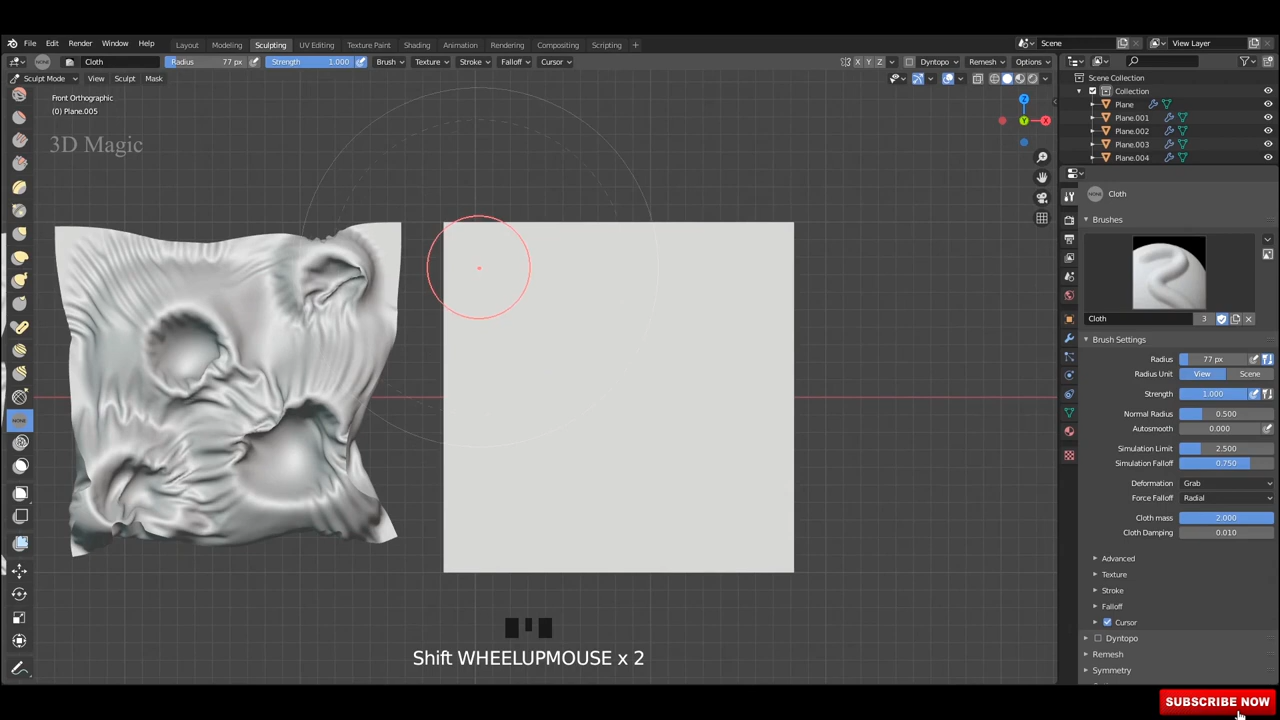 File Edit Render Window Help Layout Modeling Sculpting UV Editing Texture Paint Shading Animation Rendering Compositing Scripting + Scene View Layer
Cloth Radius 77 px Strength 1.000 Brush Texture Stroke Falloff Cursor X Y Z Dyntopo Remesh Options
Sculpt Mode View Sculpt Mask
Front Orthographic
(0) Plane.005
3D Magic
Z
Y X
Scene Collection
Collection
Plane
Plane.001
Plane.002
Plane.003
Plane.004
Cloth
Brushes
Cloth 3
Brush Settings
Radius 77 px
Radius Unit View Scene
Strength 1.000
Normal Radius 0.500
Autosmooth 0.000
Simulation Limit 2.500
Simulation Falloff 0.750
Deformation Grab
Force Falloff Radial
Cloth mass 2.000
Cloth Damping 0.010
Advanced
Texture
Stroke
Falloff
Cursor
Dyntopo
Remesh
Symmetry
NONE
Shift WHEELUPMOUSE x 2
SUBSCRIBE NOW